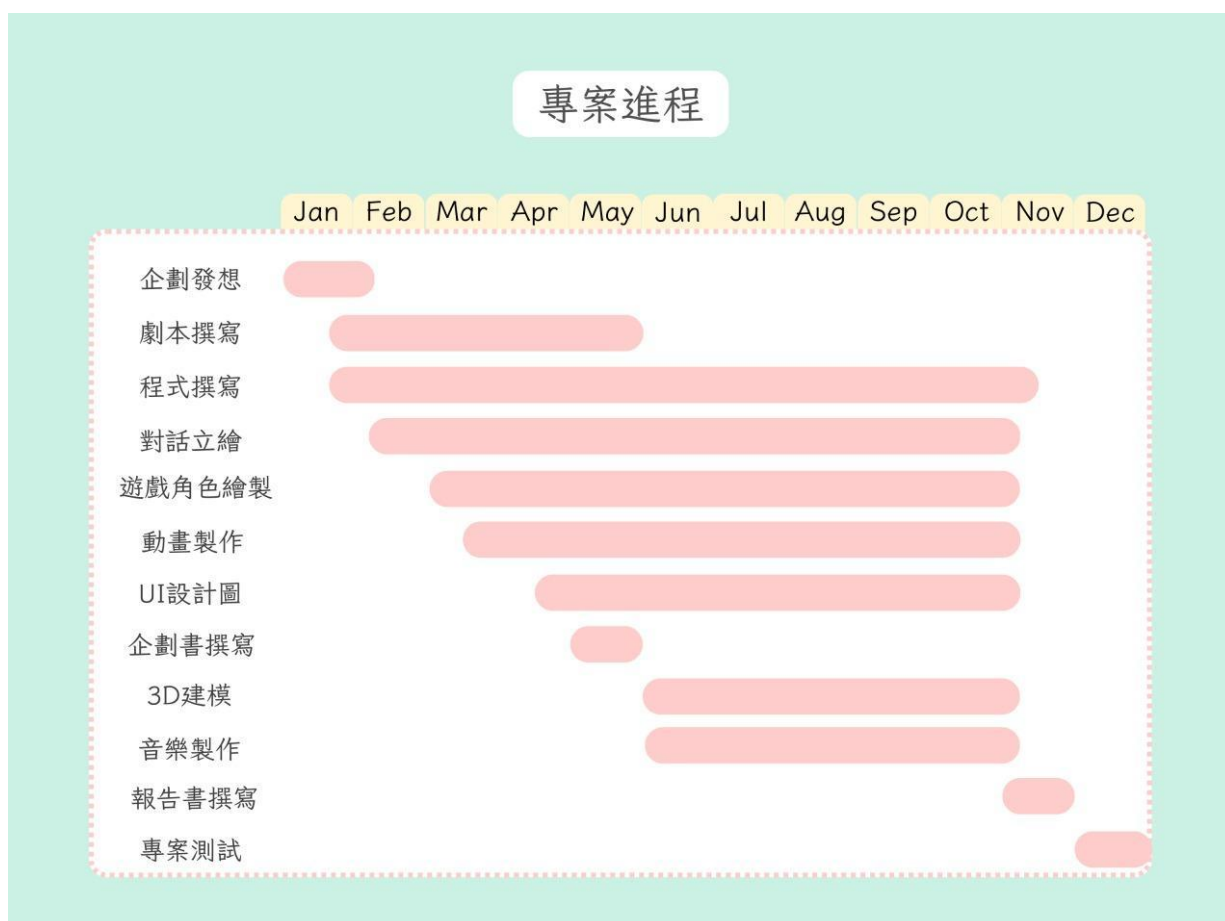 專案進程
Jan Feb Mar Apr May Jun Jul Aug Sep Oct Nov Dec
企劃發想
劇本撰寫
程式撰寫
對話立繪
遊戲角色繪製
動畫製作
UI設計圖
企劃書撰寫
3D建模
音樂製作
報告書撰寫
專案測試